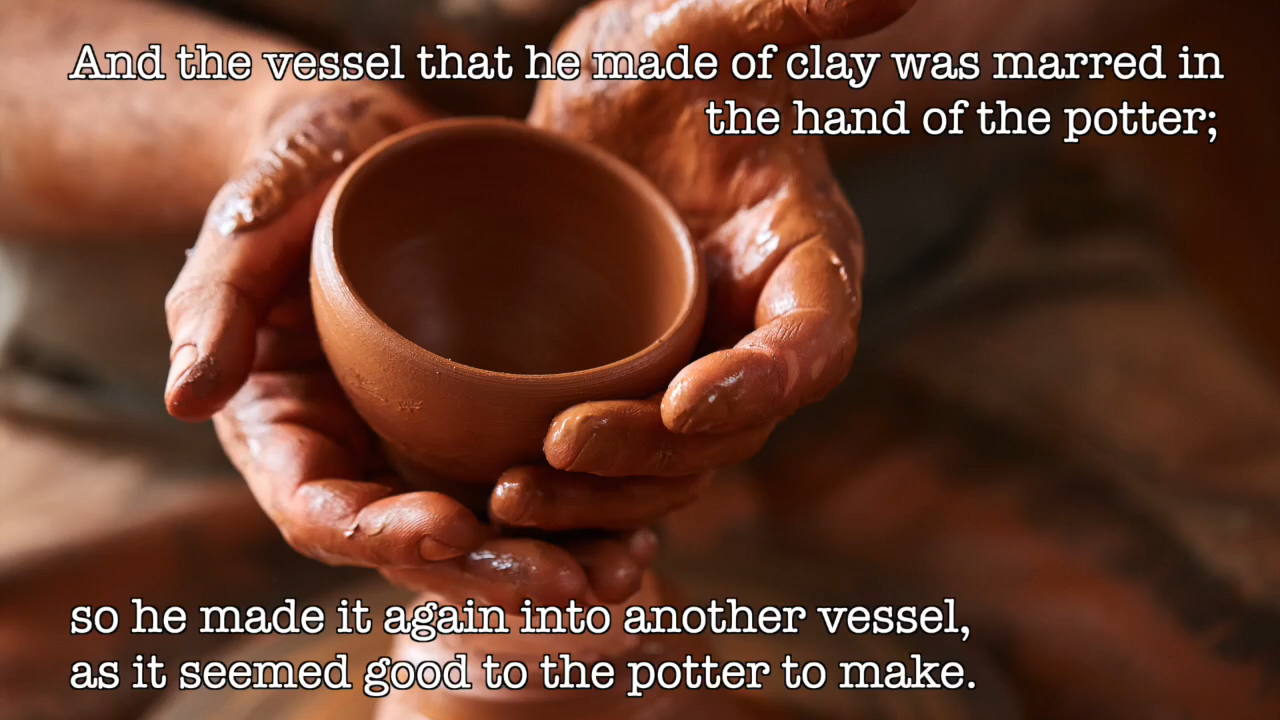 And the vessel that he made of clay was marred in
the hand of the potter;
so he made it again into another vessel,
as it seemed good to the potter to make.